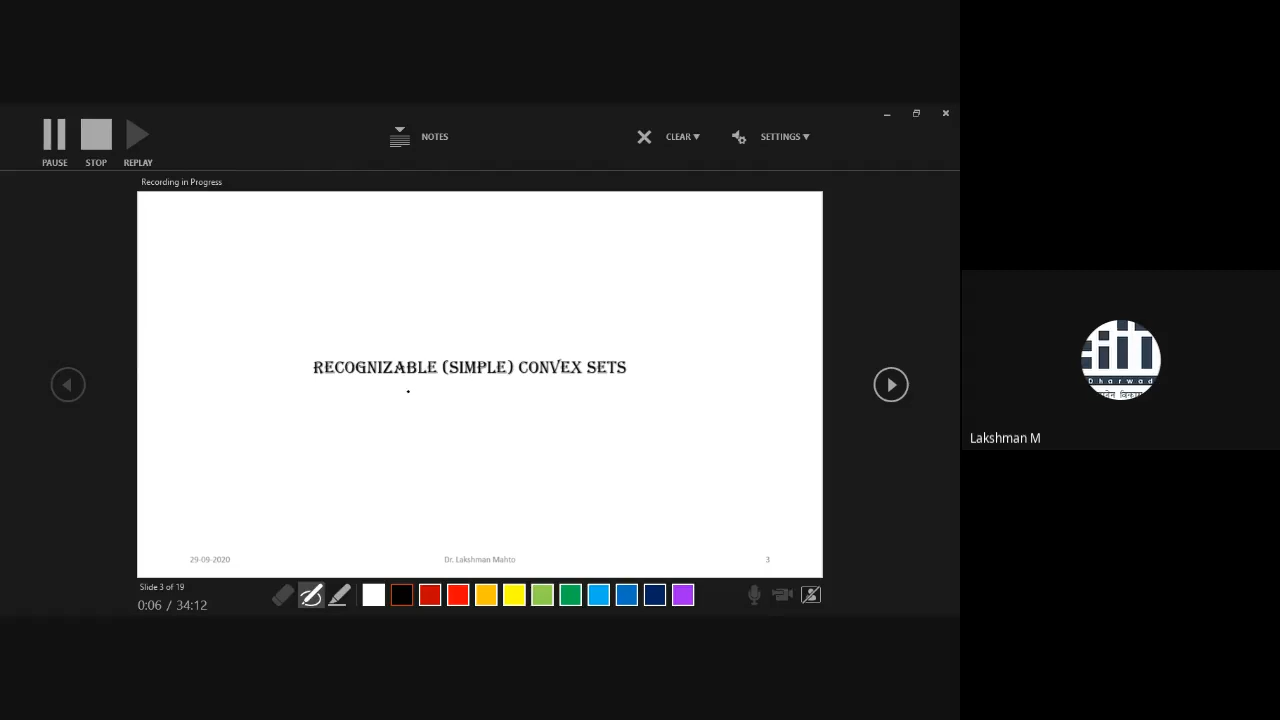 NOTES
CLEAR
SETTINGS
PAUSE
STOP
REPLAY
Recording in Progress
RECOGNIZABLE (SIMPLE) CONVEX SETS
29-09-2020
Dr. Lakshman Mahto
3
Slide 3 of 19
0:06 / 34:12
Dharwad
Lakshman M